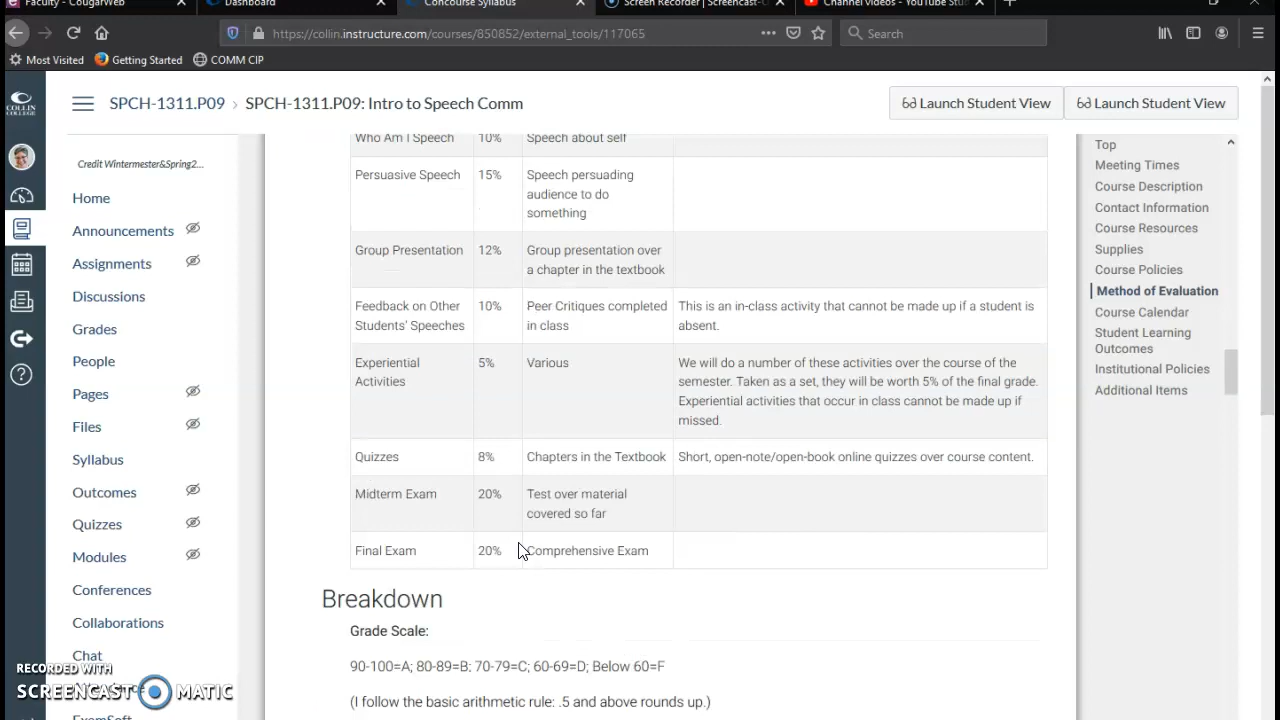 Faculty - CougarWeb
Dashboard
Concourse Syllabus
Screen Recorder | Screencast-O
Channel videos - YouTube Stu
https://collin.instructure.com/courses/850852/external_tools/117065
Search
Most Visited
Getting Started
COMM CIP
COLLIN COLLEGE
SPCH-1311.P09 › SPCH-1311.P09: Intro to Speech Comm
Launch Student View
Launch Student View
Credit Wintermester&Spring2...
Home
Announcements
Assignments
Discussions
Grades
People
Pages
Files
Syllabus
Outcomes
Quizzes
Modules
Conferences
Collaborations
Chat
ExamSoft
Who Am I Speech 10% Speech about self
Persuasive Speech 15% Speech persuading
audience to do
something
Group Presentation 12% Group presentation over
a chapter in the textbook
Feedback on Other 10% Peer Critiques completed This is an in-class activity that cannot be made up if a student is
Students' Speeches in class absent.
Experiential 5% Various We will do a number of these activities over the course of the
Activities semester. Taken as a set, they will be worth 5% of the final grade.
Experiential activities that occur in class cannot be made up if
missed.
Quizzes 8% Chapters in the Textbook Short, open-note/open-book online quizzes over course content.
Midterm Exam 20% Test over material
covered so far
Final Exam 20% Comprehensive Exam
Breakdown
Grade Scale:
90-100=A; 80-89=B; 70-79=C; 60-69=D; Below 60=F
(I follow the basic arithmetic rule: .5 and above rounds up.)
Top
Meeting Times
Course Description
Contact Information
Course Resources
Supplies
Course Policies
Method of Evaluation
Course Calendar
Student Learning
Outcomes
Institutional Policies
Additional Items
RECORDED WITH
SCREENCAST MATIC